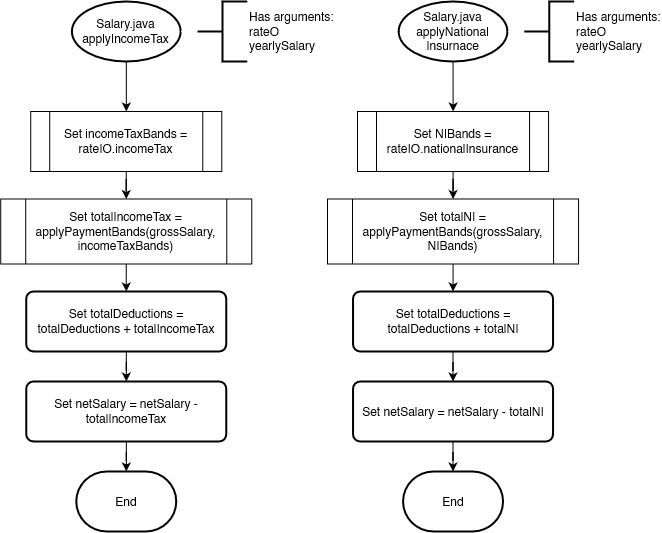 Salary.java
applyIncomeTax
Has arguments:
rateO
yearlySalary
Set incomeTaxBands =
rateIO.incomeTax
Set totalIncomeTax =
applyPaymentBands(grossSalary,
incomeTaxBands)
Set totalDeductions =
totalDeductions + totalIncomeTax
Set netSalary = netSalary -
totalIncomeTax
End
Salary.java
applyNational
Insurnace
Has arguments:
rateO
yearlySalary
Set NIBands =
rateIO.nationalInsurance
Set totalNI =
applyPaymentBands(grossSalary,
NIBands)
Set totalDeductions =
totalDeductions + totalNI
Set netSalary = netSalary - totalNI
End